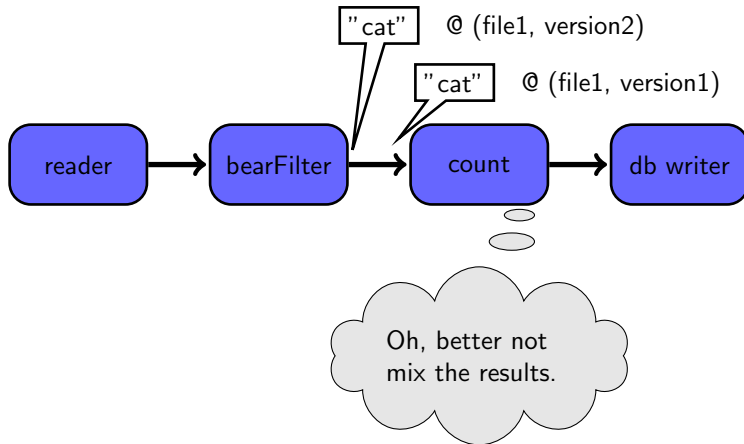 "cat" @ (file1, version2)
"cat" @ (file1, version1)
reader
bearFilter
count
db writer
Oh, better not
mix the results.